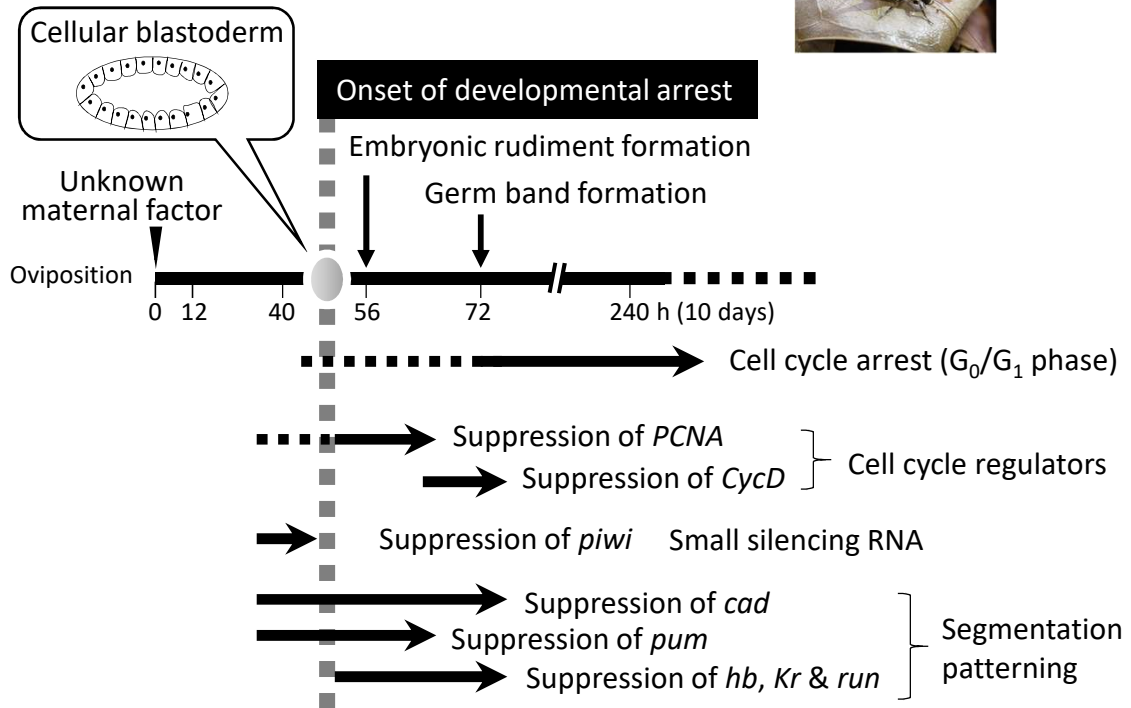 Cellular blastoderm
Onset of developmental arrest
Embryonic rudiment formation
Unknown
maternal factor
Germ band formation
Oviposition
0 12 40 56 72 240 h (10 days)
Cell cycle arrest (G₀/G₁ phase)
Suppression of PCNA
Suppression of CycD
Cell cycle regulators
Suppression of piwi Small silencing RNA
Suppression of cad
Suppression of pum
Suppression of hb, Kr & run
Segmentation
patterning